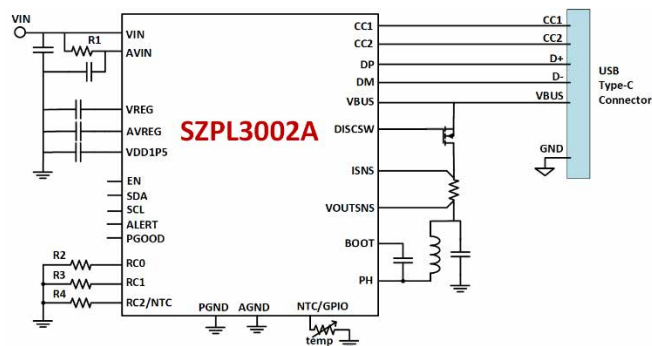 VIN
R1
VIN
AVIN
VREG
AVREG
VDD1P5
EN
SDA
SCL
ALERT
PGOOD
R2
RC0
R3
RC1
R4
RC2/NTC
SZPL3002A
PGND
AGND
NTC/GPIO
temp
CC1
CC2
DP
DM
VBUS
DISCSW
ISNS
VOUTSNS
BOOT
PH
CC1
CC2
D+
D-
VBUS
GND
USB
Type-C
Connector